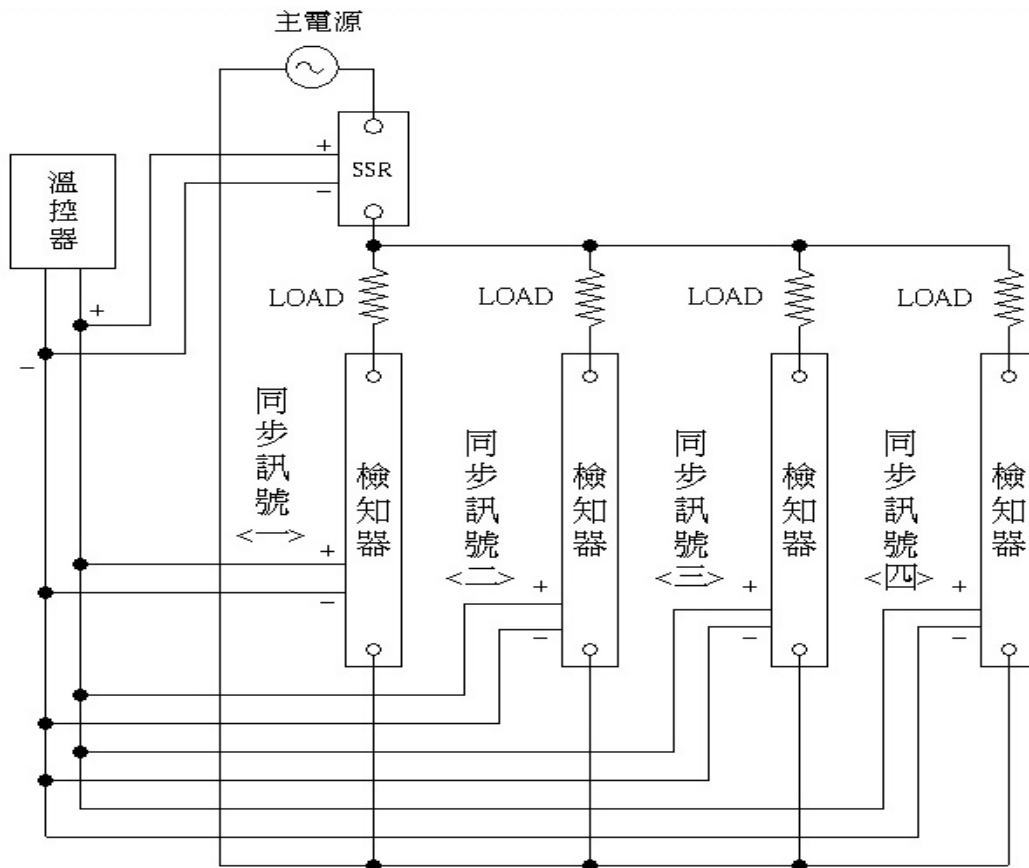 主電源
+
SSR
−
溫控器
+
−
LOAD
LOAD
LOAD
LOAD
同步訊號<一>
+
−
檢知器
同步訊號<二>
+
−
檢知器
同步訊號<三>
+
−
檢知器
同步訊號<四>
+
−
檢知器